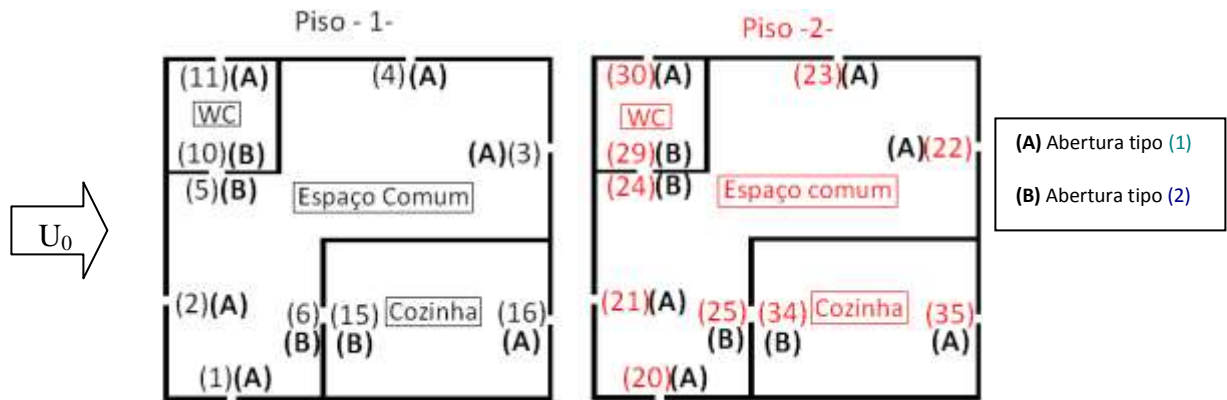 Piso - 1-
(11)(A)
(4)(A)
WC
(10)(B)
(A)(3)
(5)(B)
Espaço Comum
U0
(2)(A)
(6)
(B)
(15)
(B)
Cozinha
(16)
(A)
(1)(A)
Piso -2-
(30)(A)
(23)(A)
WC
(29)(B)
(A)(22)
(24)(B)
Espaço comum
(21)(A)
(25)
(B)
(34)
(B)
Cozinha
(35)
(A)
(20)(A)
(A) Abertura tipo (1)
(B) Abertura tipo (2)